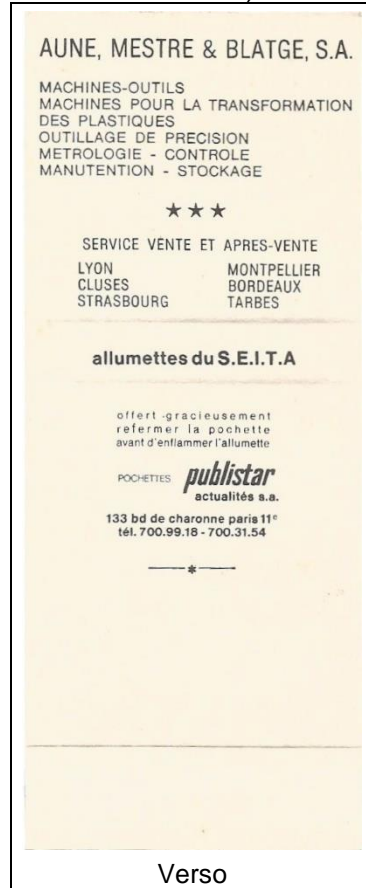 AUNE, MESTRE & BLATGE, S.A.
MACHINES-OUTILS
MACHINES POUR LA TRANSFORMATION
DES PLASTIQUES
OUTILLAGE DE PRECISION
METROLOGIE - CONTROLE
MANUTENTION - STOCKAGE
★★★
SERVICE VENTE ET APRES-VENTE
LYON MONTPELLIER
CLUSES BORDEAUX
STRASBOURG TARBES
allumettes du S.E.I.T.A
offert gracieusement
refermer la pochette
avant d'enflammer l'allumette
POCHETTES publistar
actualités s.a.
133 bd de charonne paris 11e
tél. 700.99.18 - 700.31.54
Verso